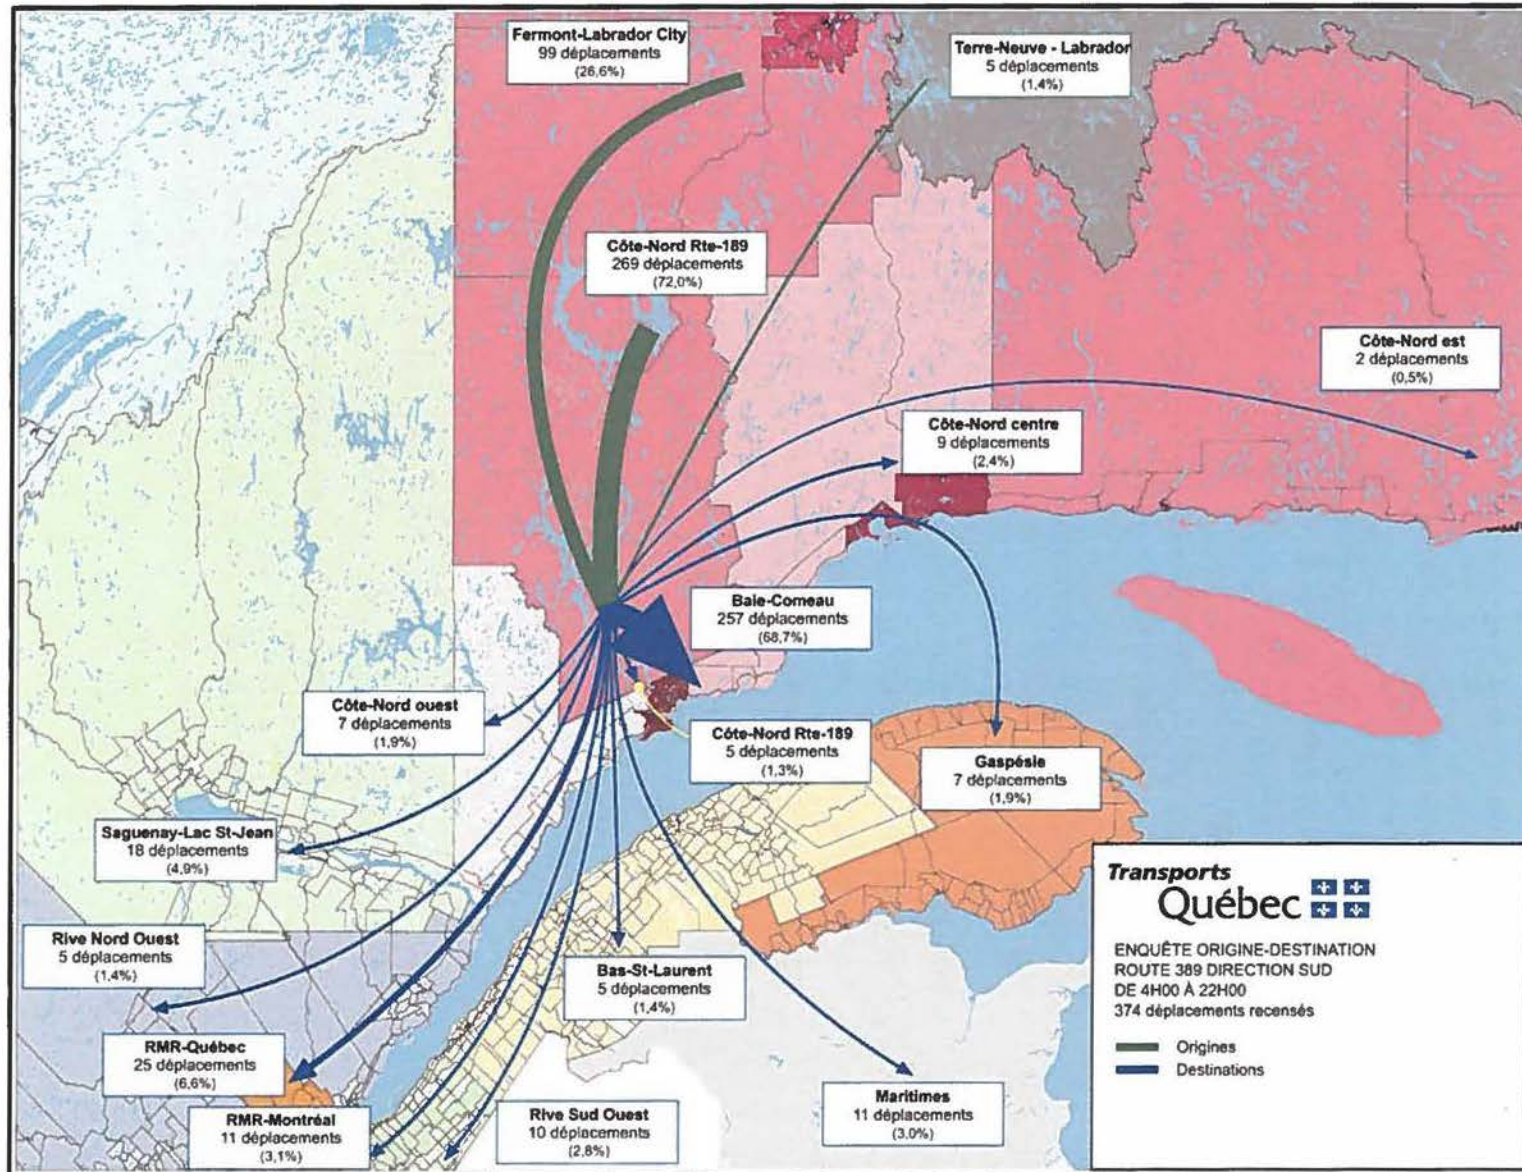 Fermont-Labrador City
99 déplacements
(26,6%)
Terre-Neuve - Labrador
5 déplacements
(1,4%)
Côte-Nord Rte-189
269 déplacements
(72,0%)
Côte-Nord est
2 déplacements
(0,5%)
Côte-Nord centre
9 déplacements
(2,4%)
Baie-Comeau
257 déplacements
(68,7%)
Côte-Nord ouest
7 déplacements
(1,9%)
Côte-Nord Rte-189
5 déplacements
(1,3%)
Gaspésie
7 déplacements
(1,9%)
Saguenay-Lac St-Jean
18 déplacements
(4,9%)
Rive Nord Ouest
5 déplacements
(1,4%)
Bas-St-Laurent
5 déplacements
(1,4%)
RMR-Québec
25 déplacements
(6,6%)
RMR-Montréal
11 déplacements
(3,1%)
Rive Sud Ouest
10 déplacements
(2,8%)
Maritimes
11 déplacements
(3,0%)
Transports
Québec
ENQUÊTE ORIGINE-DESTINATION
ROUTE 389 DIRECTION SUD
DE 4H00 À 22H00
374 déplacements recensés
Origines
Destinations